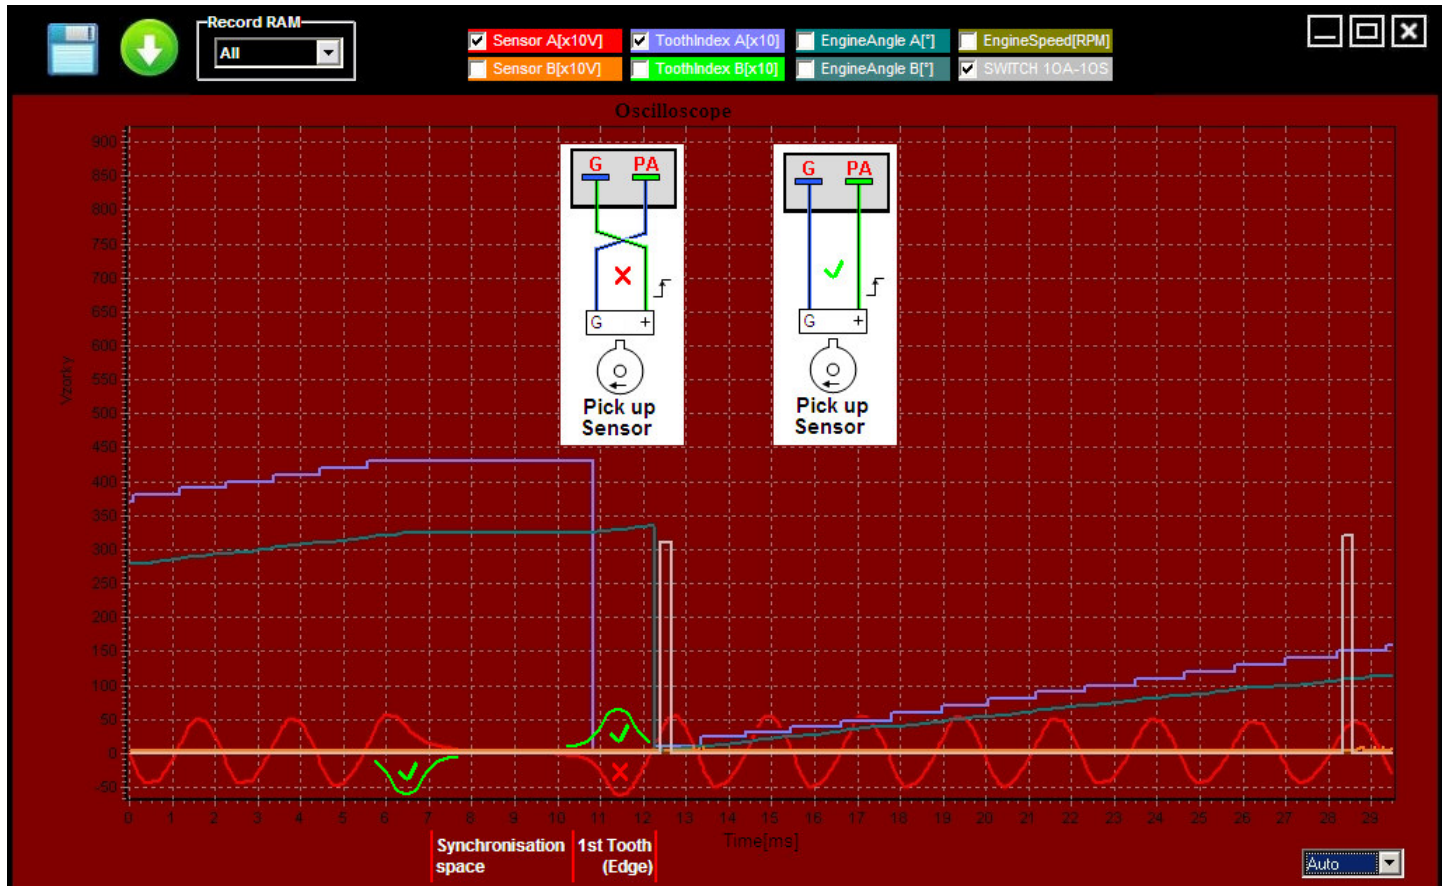 Record RAM
All
Sensor A[x10V]
ToothIndex A[x10]
EngineAngle A[°]
EngineSpeed[RPM]
Sensor B[x10V]
ToothIndex B[x10]
EngineAngle B[°]
SWITCH 10A-10S
Oscilloscope
900
850
800
750
700
650
600
550
500
450
400
350
300
250
200
150
100
50
0
-50
Vzorky
G PA
G +
Pick up
Sensor
G PA
G +
Pick up
Sensor
0 1 2 3 4 5 6 7 8 9 10 11 12 13 14 15 16 17 18 19 20 21 22 23 24 25 26 27 28 29
Time[ms]
Synchronisation
space
1st Tooth
(Edge)
Auto